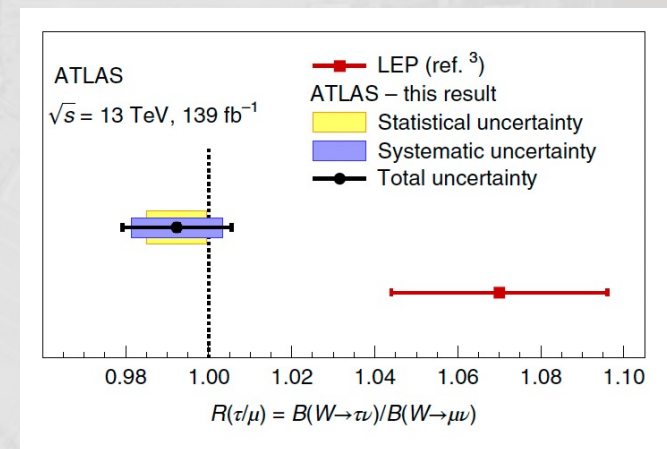 ATLAS
√s = 13 TeV, 139 fb⁻¹
LEP (ref. ³)
ATLAS – this result
Statistical uncertainty
Systematic uncertainty
Total uncertainty
0.98 1.00 1.02 1.04 1.06 1.08 1.10
R(τ/μ) = B(W→τν)/B(W→μν)